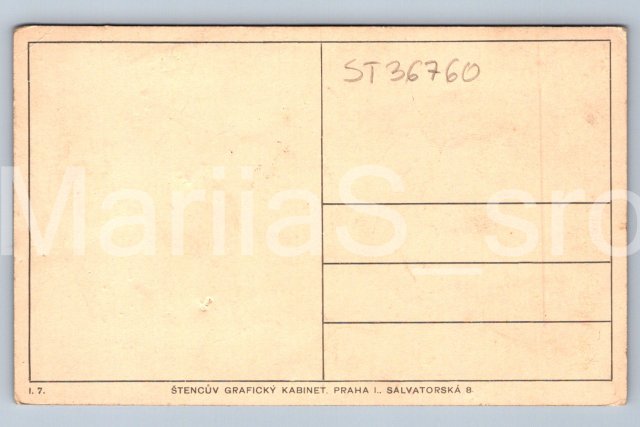 ST36760
MariiaS_sro
I. 7. ŠTENCŮV GRAFICKÝ KABINET. PRAHA I., SALVATORSKÁ 8.